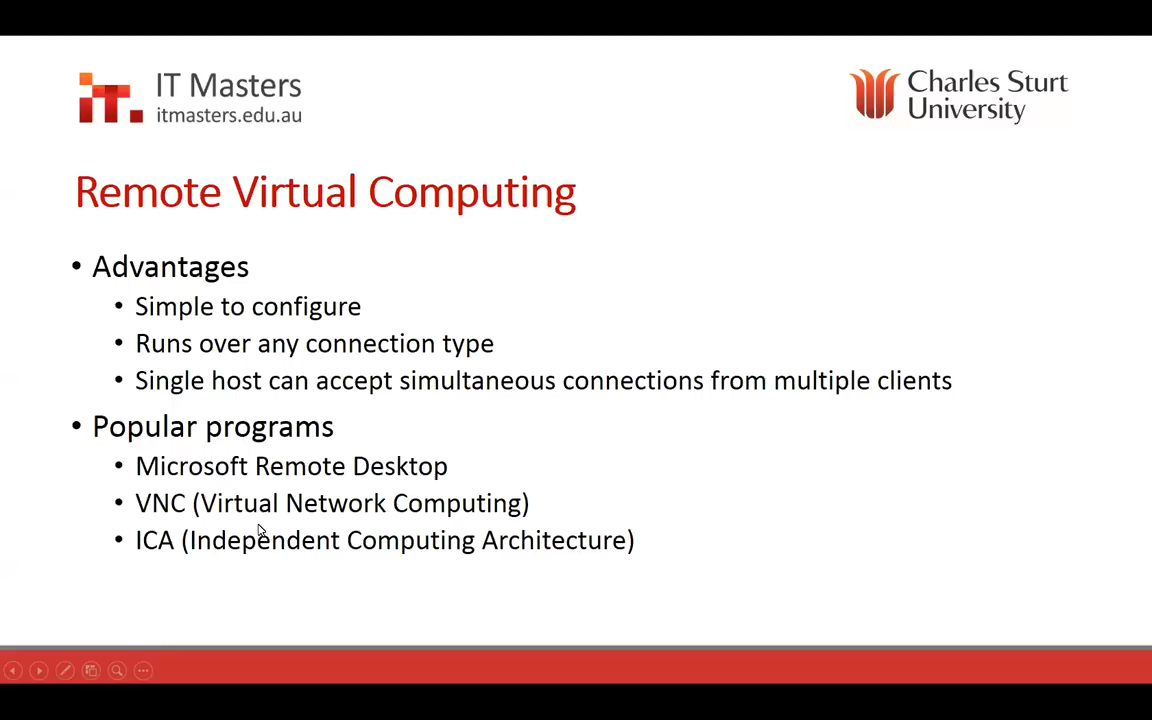 IT Masters
itmasters.edu.au
Charles Sturt
University
Remote Virtual Computing
• Advantages
• Simple to configure
• Runs over any connection type
• Single host can accept simultaneous connections from multiple clients
• Popular programs
• Microsoft Remote Desktop
• VNC (Virtual Network Computing)
• ICA (Independent Computing Architecture)